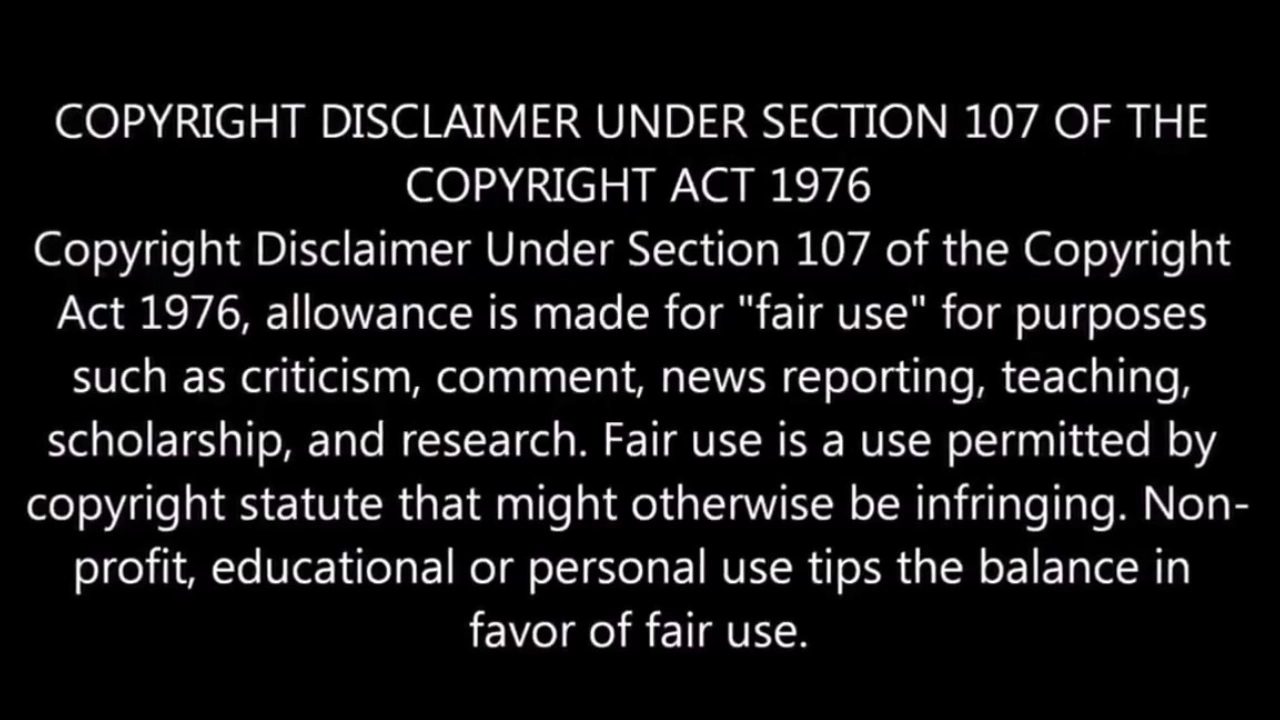 COPYRIGHT DISCLAIMER UNDER SECTION 107 OF THE
COPYRIGHT ACT 1976
Copyright Disclaimer Under Section 107 of the Copyright
Act 1976, allowance is made for "fair use" for purposes
such as criticism, comment, news reporting, teaching,
scholarship, and research. Fair use is a use permitted by
copyright statute that might otherwise be infringing. Non-
profit, educational or personal use tips the balance in
favor of fair use.